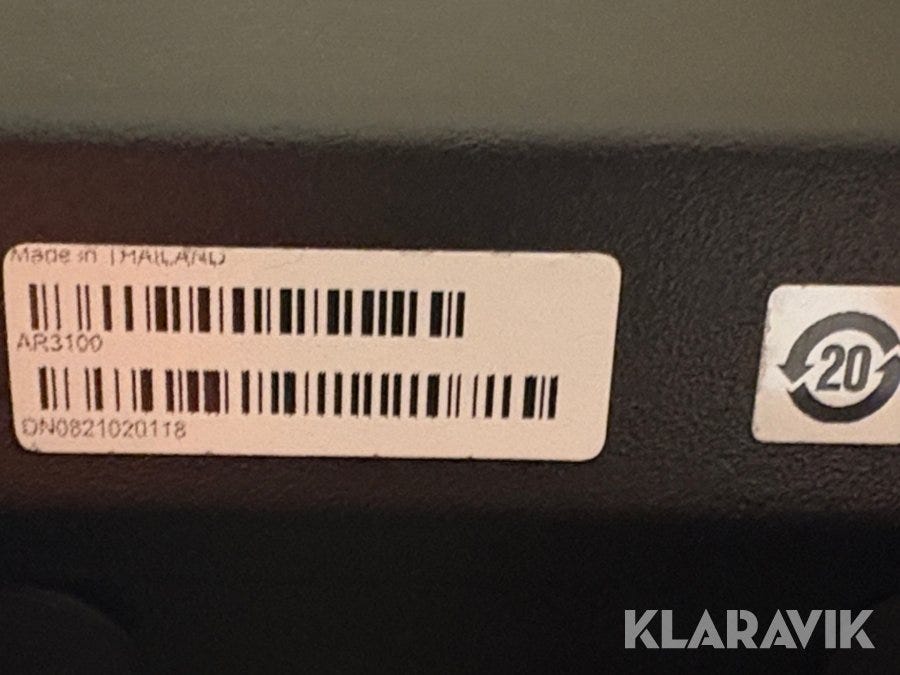 Made in THAILAND
AR3100
DN0821020118
20
KLARAVIK